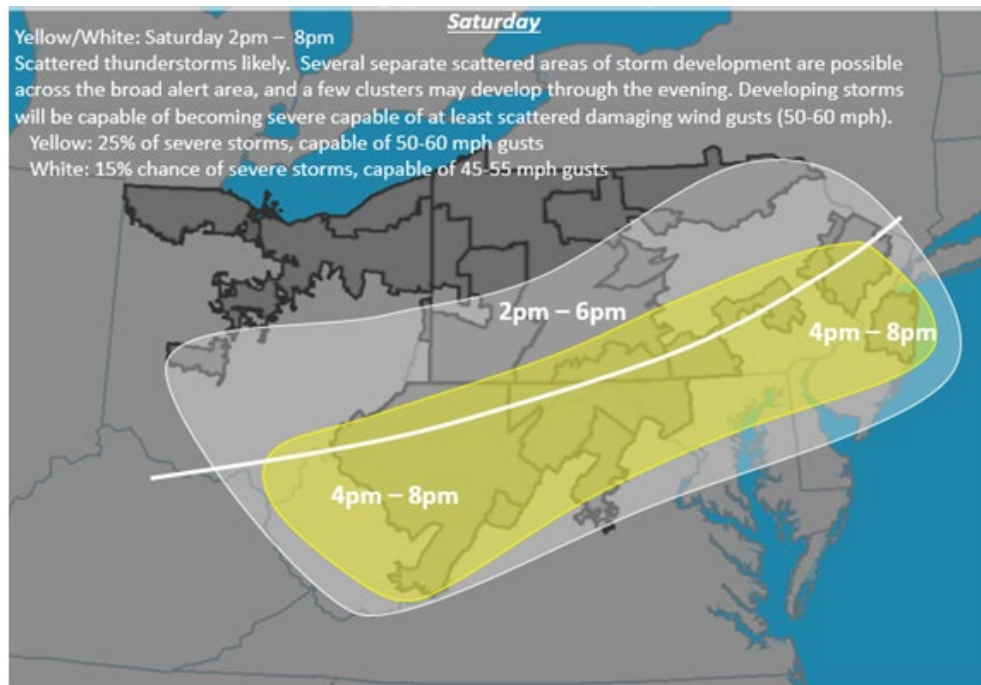 Saturday
Yellow/White: Saturday 2pm – 8pm
Scattered thunderstorms likely. Several separate scattered areas of storm development are possible
across the broad alert area, and a few clusters may develop through the evening. Developing storms
will be capable of becoming severe capable of at least scattered damaging wind gusts (50-60 mph).
Yellow: 25% of severe storms, capable of 50-60 mph gusts
White: 15% chance of severe storms, capable of 45-55 mph gusts
2pm – 6pm
4pm – 8pm
4pm – 8pm